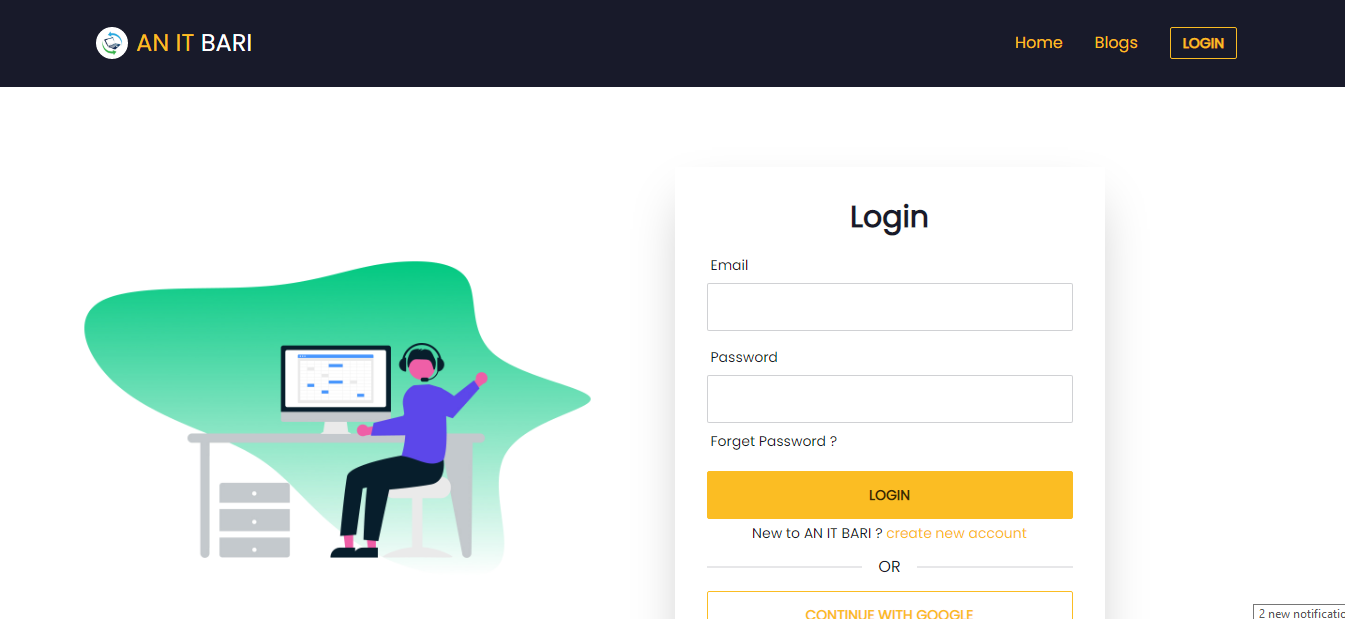 AN IT BARI
Home
Blogs
LOGIN
Login
Email
Password
Forget Password ?
LOGIN
New to AN IT BARI ? create new account
OR
CONTINUE WITH GOOGLE
2 new notificatio